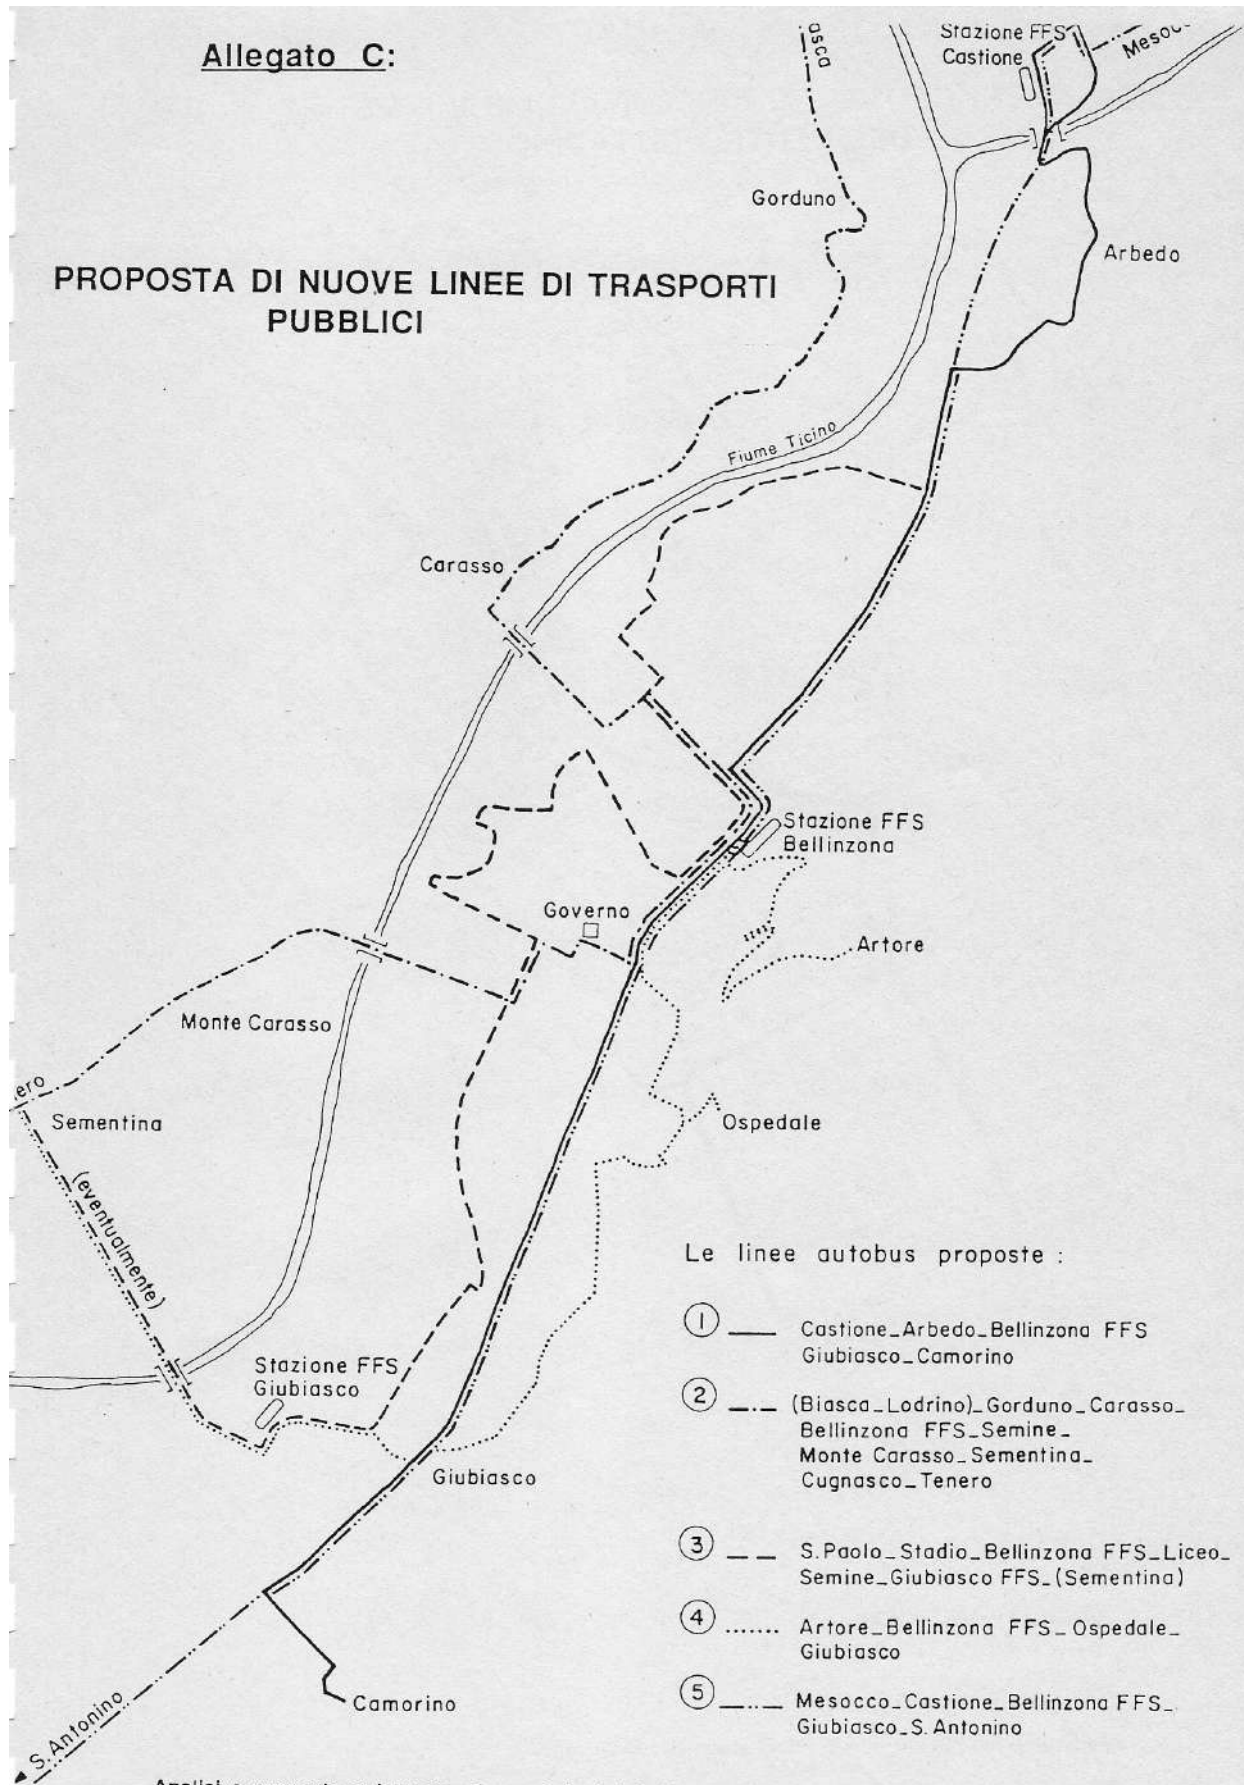 Allegato C:
Stazione FFS
Castione
Gorduno
Arbedo
PROPOSTA DI NUOVE LINEE DI TRASPORTI
PUBBLICI
Fiume Ticino
Carasso
Stazione FFS
Bellinzona
Governo
Artore
Monte Carasso
Sementina
Ospedale
(eventualmente)
Stazione FFS
Giubiasco
Giubiasco
S. Antonino
Camorino
Le linee autobus proposte :
1 Castione_Arbedo_Bellinzona FFS
Giubiasco_Camorino
2 (Biasca_Lodrino)_Gorduno_Carasso_
Bellinzona FFS_Semine_
Monte Carasso_Sementina_
Cugnasco_Tenero
3 S.Paolo_Stadio_Bellinzona FFS_Liceo_
Semine_Giubiasco FFS_(Sementina)
4 Artore_Bellinzona FFS_Ospedale_
Giubiasco
5 Mesocco_Castione_Bellinzona FFS_
Giubiasco_S.Antonino